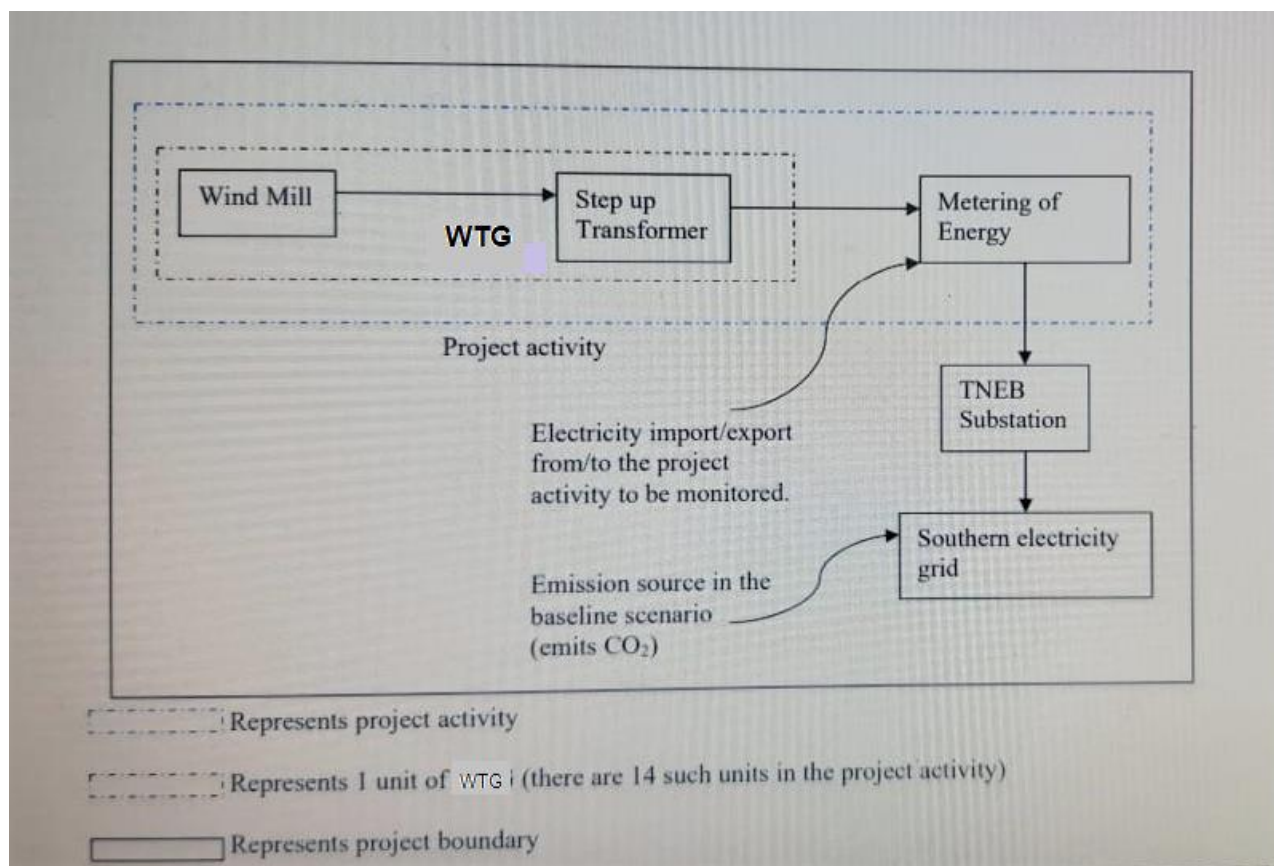 Wind Mill
WTG
Step up
Transformer
Metering of
Energy
Project activity
TNEB
Substation
Electricity import/export
from/to the project
activity to be monitored.
Southern electricity
grid
Emission source in the
baseline scenario
(emits CO₂)
Represents project activity
Represents 1 unit of WTG (there are 14 such units in the project activity)
Represents project boundary